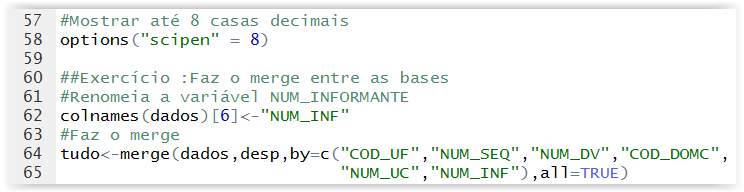 57 #Mostrar até 8 casas decimais
58 options("scipen" = 8)
59
60 ##Exercício :Faz o merge entre as bases
61 #Renomeia a variável NUM_INFORMANTE
62 colnames(dados)[6]<-"NUM_INF"
63 #Faz o merge
64 tudo<-merge(dados,desp,by=c("COD_UF","NUM_SEQ","NUM_DV","COD_DOMC",
65 "NUM_UC","NUM_INF"),all=TRUE)